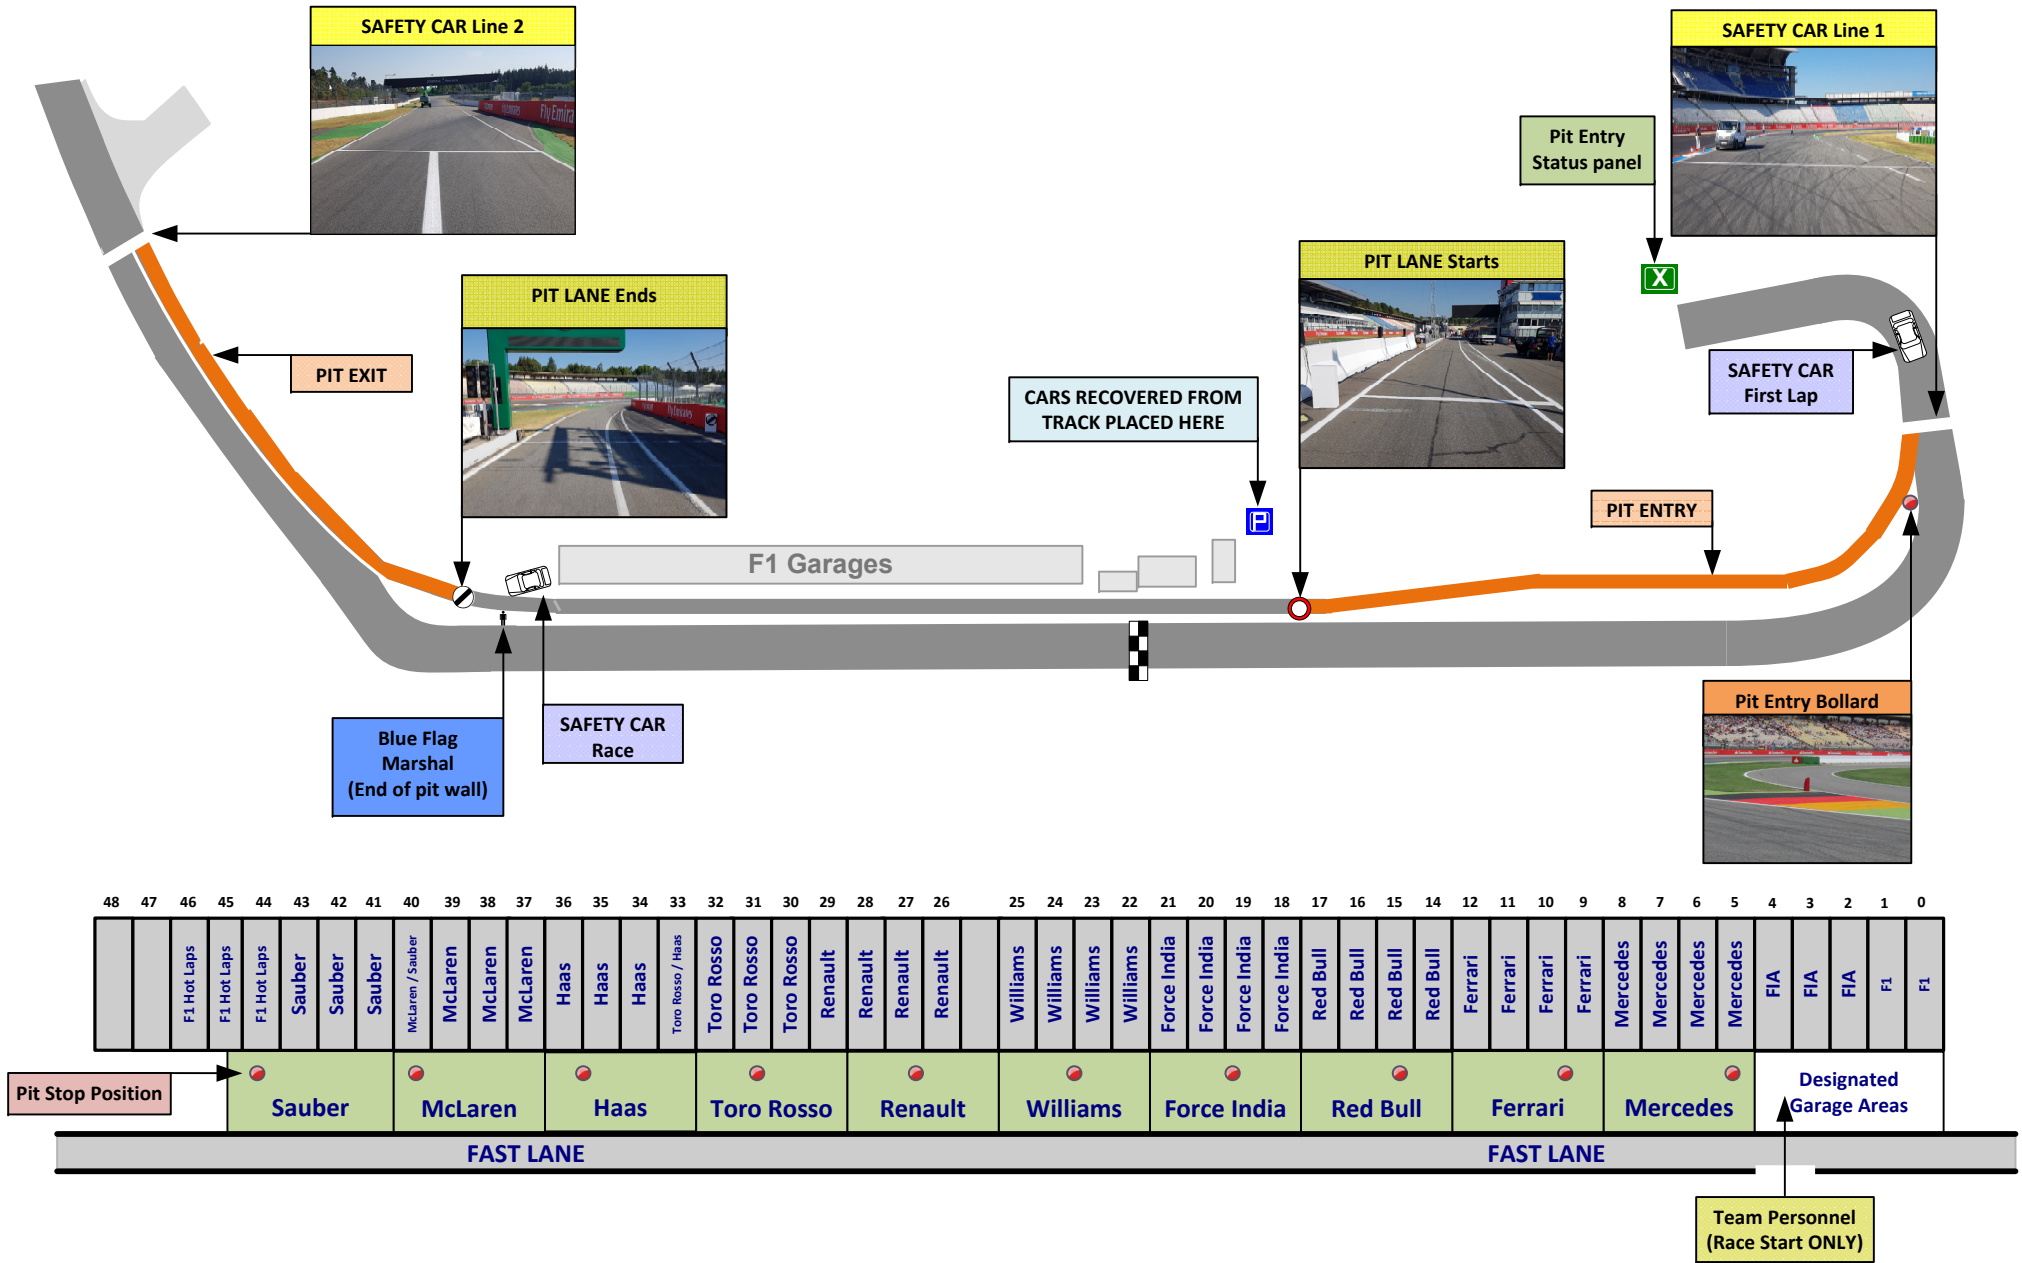 SAFETY CAR Line 2
SAFETY CAR Line 1
Fly Emira
Pit Entry
Status panel
X
PIT LANE Starts
PIT LANE Ends
Fly Emirates
PIT EXIT
SAFETY CAR
First Lap
CARS RECOVERED FROM
TRACK PLACED HERE
P
PIT ENTRY
F1 Garages
Pit Entry Bollard
SAFETY CAR
Race
Blue Flag
Marshal
(End of pit wall)
48 47 46 45 44 43 42 41 40 39 38 37 36 35 34 33 32 31 30 29 28 27 26 25 24 23 22 21 20 19 18 17 16 15 14 12 11 10 9 8 7 6 5 4 3 2 1 0
F1 Hot Laps
F1 Hot Laps
F1 Hot Laps
Sauber
Sauber
Sauber
McLaren / Sauber
McLaren
McLaren
McLaren
Haas
Haas
Haas
Toro Rosso / Haas
Toro Rosso
Toro Rosso
Toro Rosso
Renault
Renault
Renault
Renault
Williams
Williams
Williams
Williams
Force India
Force India
Force India
Force India
Red Bull
Red Bull
Red Bull
Red Bull
Ferrari
Ferrari
Ferrari
Ferrari
Mercedes
Mercedes
Mercedes
Mercedes
FIA
FIA
FIA
F1
F1
Pit Stop Position
Sauber McLaren Haas Toro Rosso Renault Williams Force India Red Bull Ferrari Mercedes
Designated
Garage Areas
FAST LANE FAST LANE
Team Personnel
(Race Start ONLY)